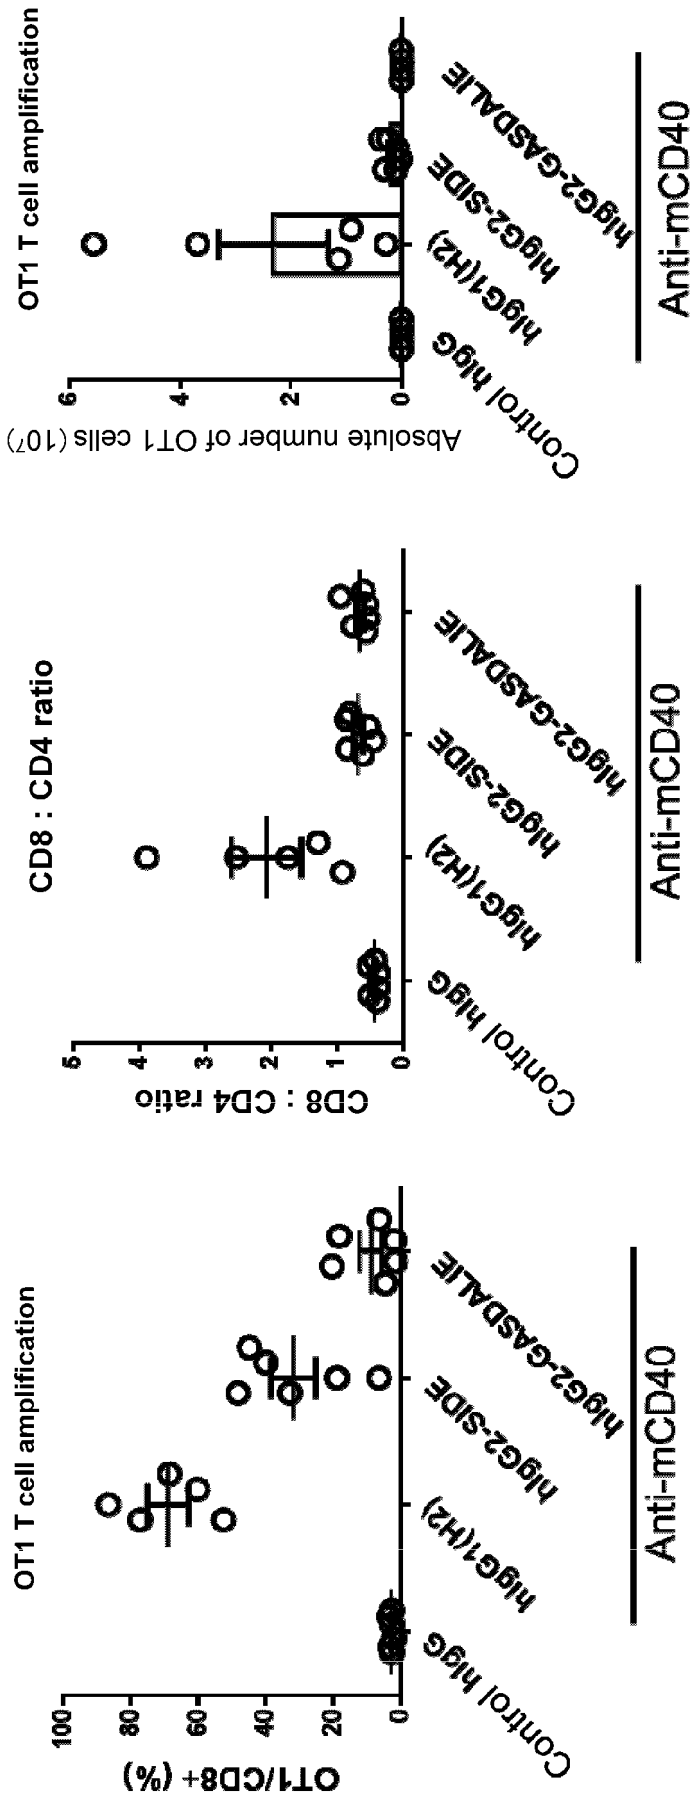 OT1 T cell amplification
OT1/CD8+ (%)
100
80
60
40
20
0
Control hIgG
hIgG1(H2)
hIgG2-SIDE
hIgG2-GASDALIE
Anti-mCD40
CD8 : CD4 ratio
CD8 : CD4 ratio
5
4
3
2
1
0
Control hIgG
hIgG1(H2)
hIgG2-SIDE
hIgG2-GASDALIE
Anti-mCD40
OT1 T cell amplification
Absolute number of OT1 cells (10⁷)
6
4
2
0
Control hIgG
hIgG1(H2)
hIgG2-SIDE
hIgG2-GASDALIE
Anti-mCD40